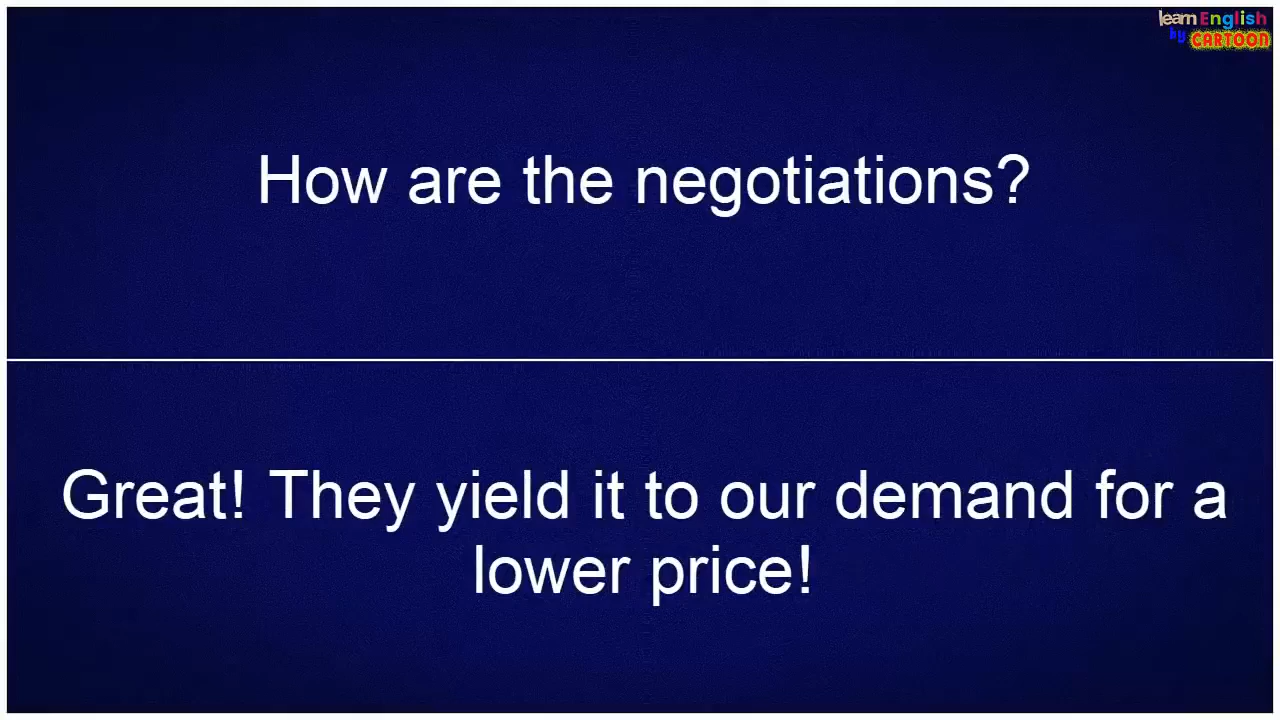 learn English
by CARTOON
How are the negotiations?
Great! They yield it to our demand for a
lower price!